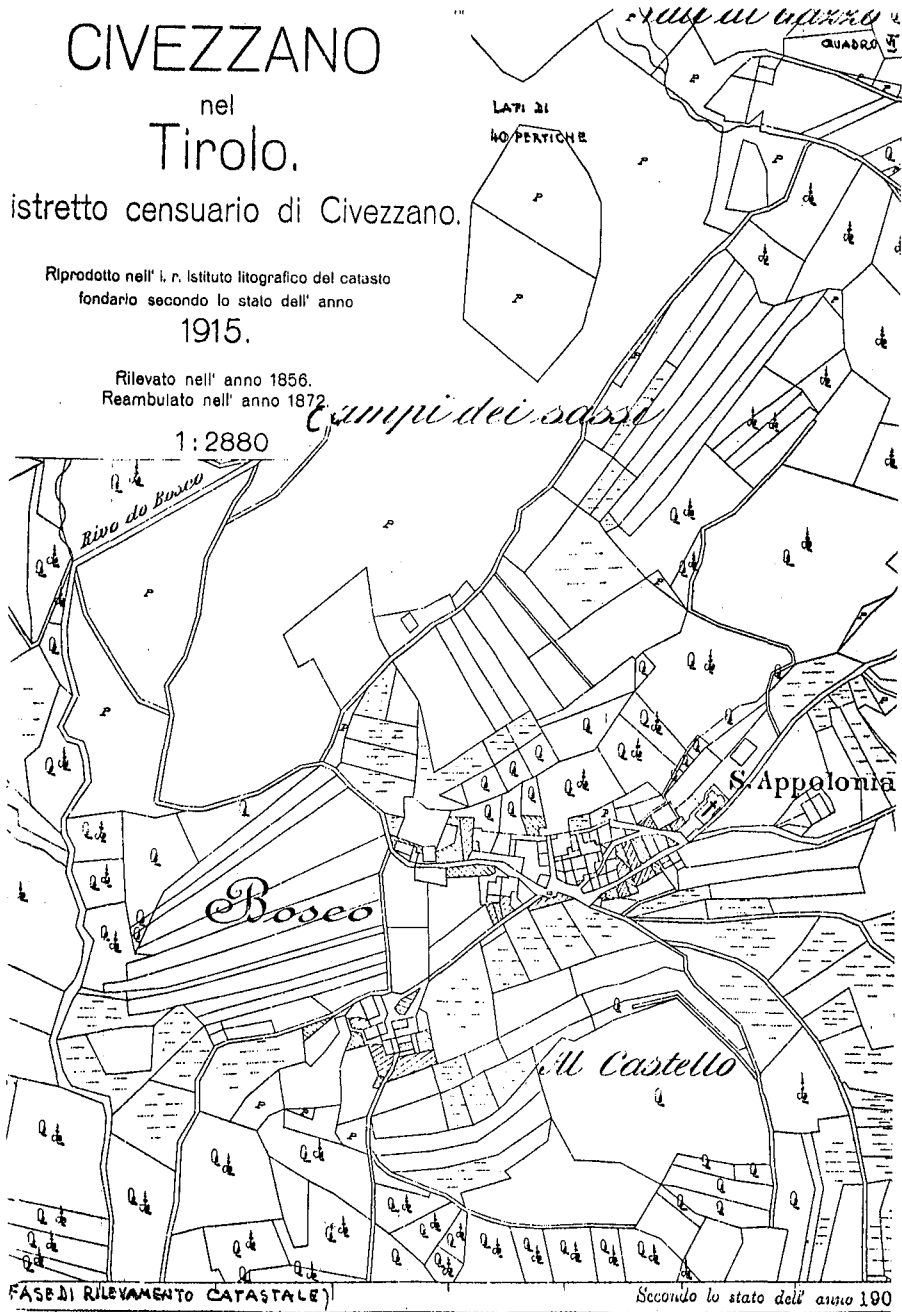 CIVEZZANO
nel
Tirolo.
istretto censuario di Civezzano.
Riprodotto nell' i. r. Istituto litografico del catasto
fondario secondo lo stato dell' anno
1915.
Rilevato nell' anno 1856.
Reambulato nell' anno 1872.
1:2880
QUADRO VI
LATI DI
40 PERTICHE
Campi dei sassi
Rivo do Bosco
S. Appolonia
Bosco
Al Castello
FASE DI RILEVAMENTO CATASTALE)
Secondo lo stato dell' anno 190